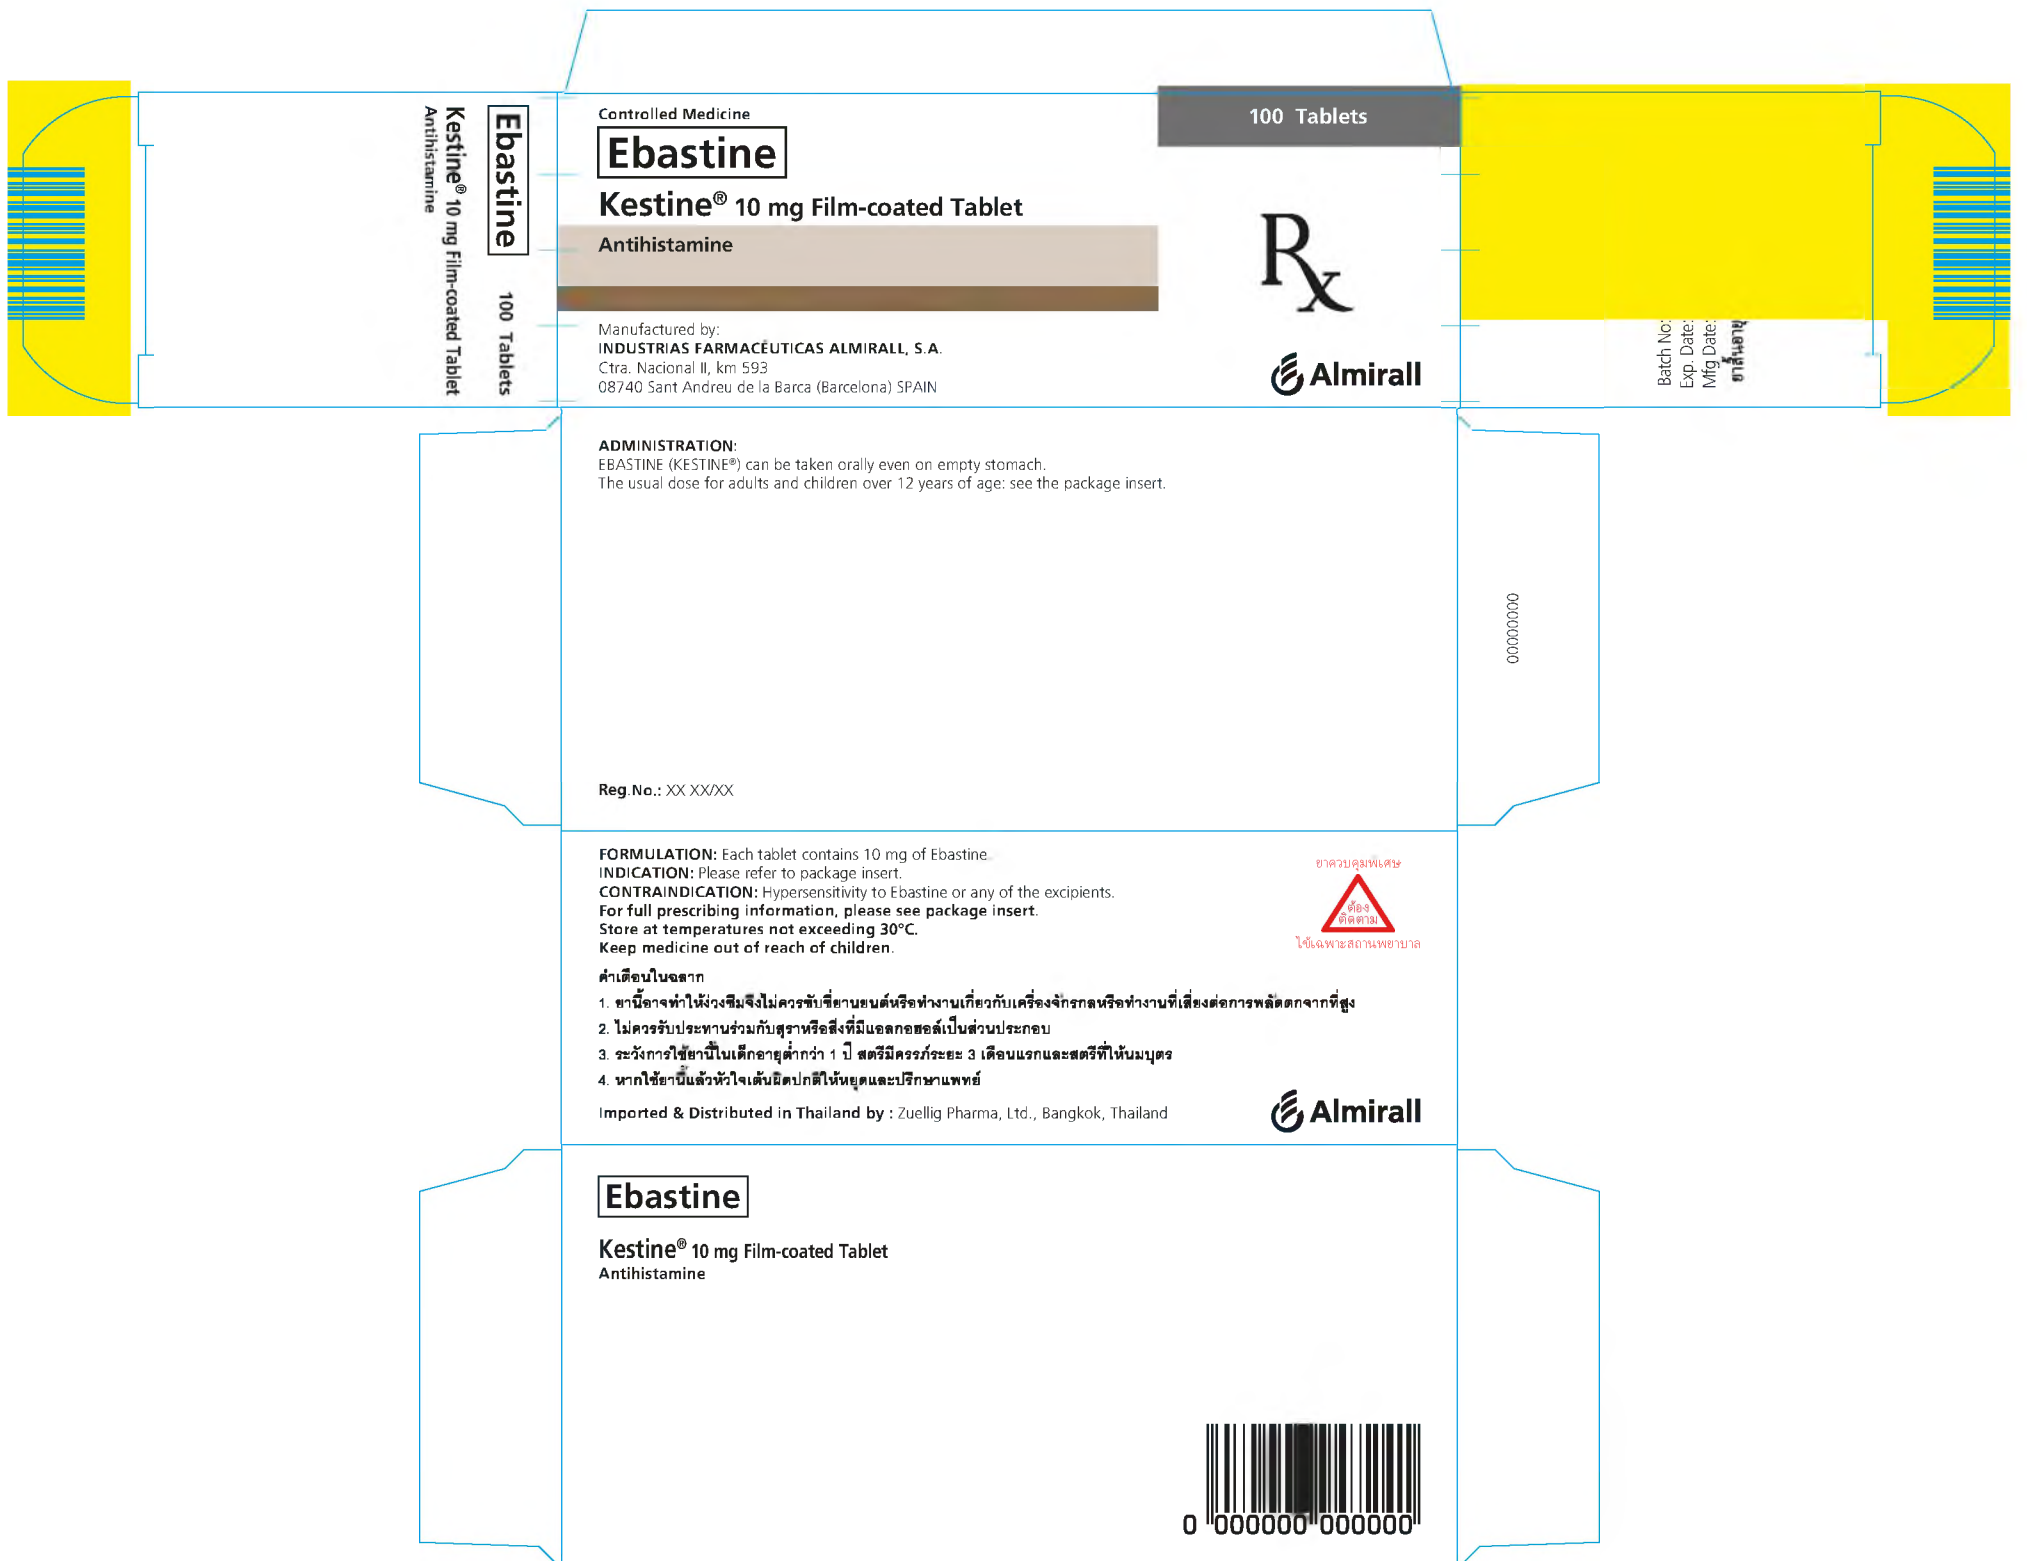 Controlled Medicine
100 Tablets
Ebastine
Kestine® 10 mg Film-coated Tablet
Antihistamine
Rx
Manufactured by:
INDUSTRIAS FARMACÉUTICAS ALMIRALL, S.A.
Ctra. Nacional II, km 593
08740 Sant Andreu de la Barca (Barcelona) SPAIN
Almirall
Ebastine 100 Tablets
Kestine® 10 mg Film-coated Tablet
Antihistamine
Batch No:
Exp. Date:
Mfg Date:
ADMINISTRATION:
EBASTINE (KESTINE®) can be taken orally even on empty stomach.
The usual dose for adults and children over 12 years of age: see the package insert.
Reg.No.: XX XX/XX
00000000
FORMULATION: Each tablet contains 10 mg of Ebastine.
INDICATION: Please refer to package insert.
CONTRAINDICATION: Hypersensitivity to Ebastine or any of the excipients.
For full prescribing information, please see package insert.
Store at temperatures not exceeding 30°C.
Keep medicine out of reach of children.
ยาควบคุมพิเศษ
ต้อง
ติดตาม
ใช้เฉพาะสถานพยาบาล
คำเตือนในฉลาก
1. ยานี้อาจทำให้ง่วงซึมจึงไม่ควรขับขี่ยานยนต์หรือทำงานเกี่ยวกับเครื่องจักรกลหรือทำงานที่เสี่ยงต่อการพลัดตกจากที่สูง
2. ไม่ควรรับประทานร่วมกับสุราหรือสิ่งที่มีแอลกอฮอล์เป็นส่วนประกอบ
3. ระวังการใช้ยานี้ในเด็กอายุต่ำกว่า 1 ปี สตรีมีครรภ์ระยะ 3 เดือนแรกและสตรีที่ให้นมบุตร
4. หากใช้ยานี้แล้วหัวใจเต้นผิดปกติให้หยุดและปรึกษาแพทย์
Imported & Distributed in Thailand by : Zuellig Pharma, Ltd., Bangkok, Thailand
Almirall
Ebastine
Kestine® 10 mg Film-coated Tablet
Antihistamine
0 000000 000000